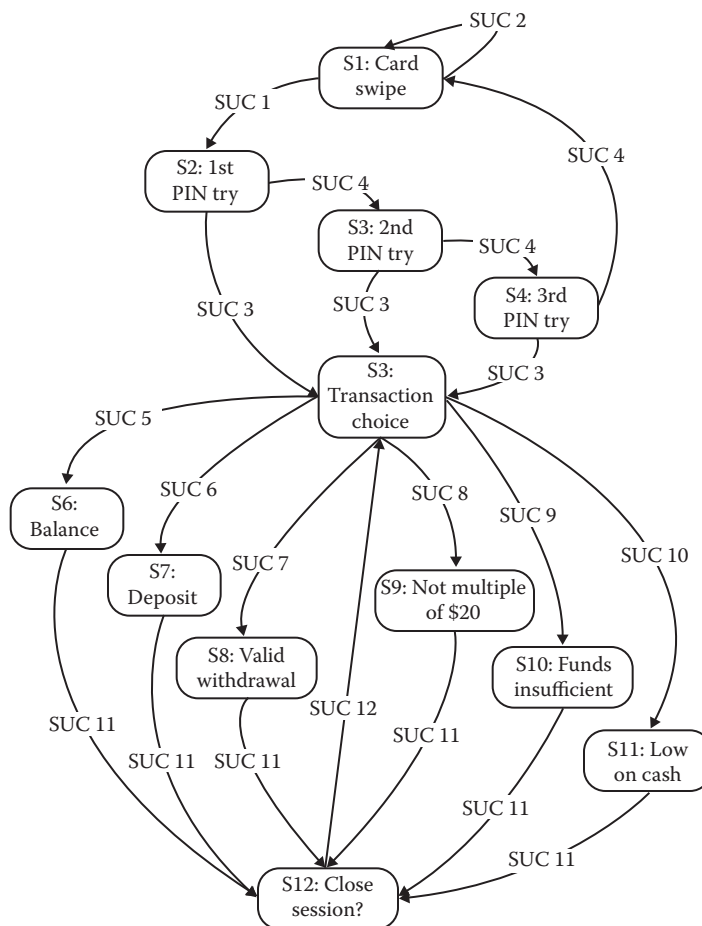 SUC 2
S1: Card
swipe
SUC 1
SUC 4
S2: 1st
PIN try
SUC 4
S3: 2nd
PIN try
SUC 4
S4: 3rd
PIN try
SUC 3
SUC 3
SUC 3
S3:
Transaction
choice
SUC 5
SUC 6
SUC 8
S6:
Balance
SUC 9
SUC 7
SUC 10
S7:
Deposit
S9: Not multiple
of $20
S8: Valid
withdrawal
S10: Funds
insufficient
SUC 12
SUC 11
SUC 11
SUC 11
SUC 11
S11: Low
on cash
SUC 11
SUC 11
S12: Close
session?